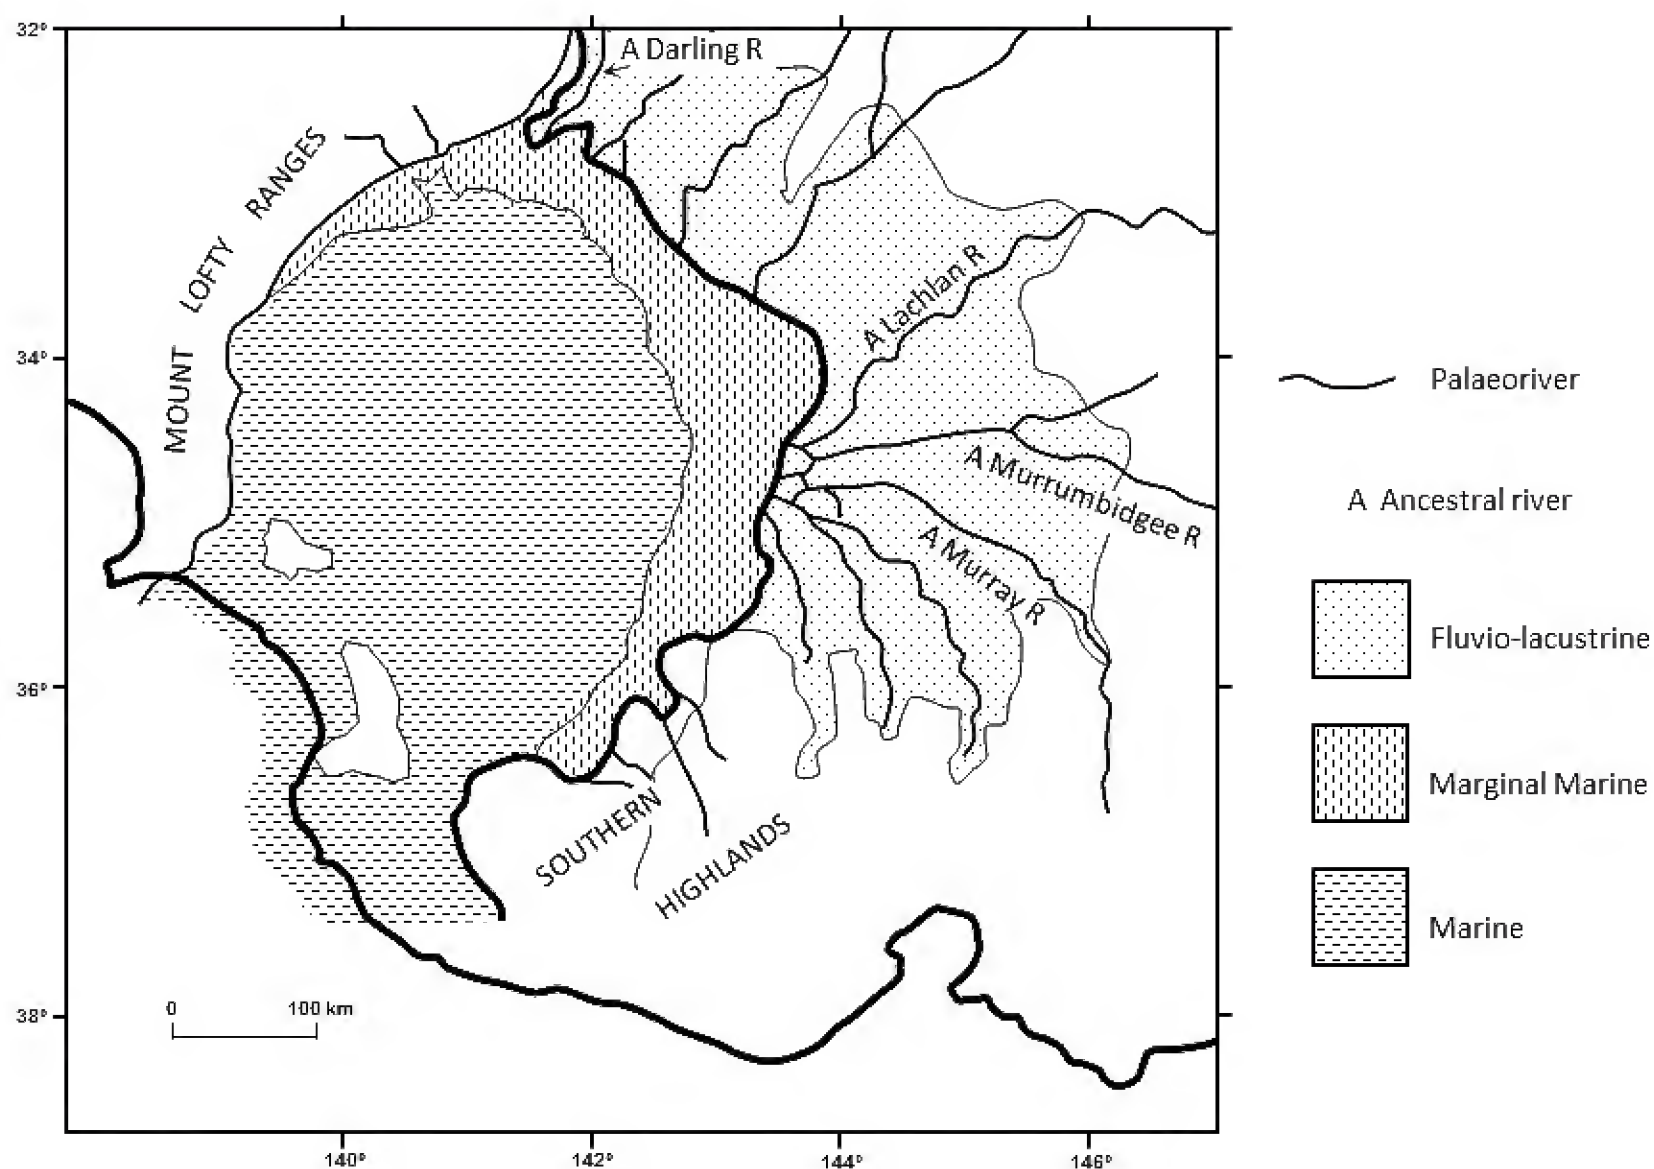 32°
34°
36°
38°
140°
142°
144°
146°
A Darling R
MOUNT LOFTY RANGES
A Lachlan R
A Murrumbidgee R
A Murray R
SOUTHERN
HIGHLANDS
0 100 km
Palaeoriver
A Ancestral river
Fluvio-lacustrine
Marginal Marine
Marine